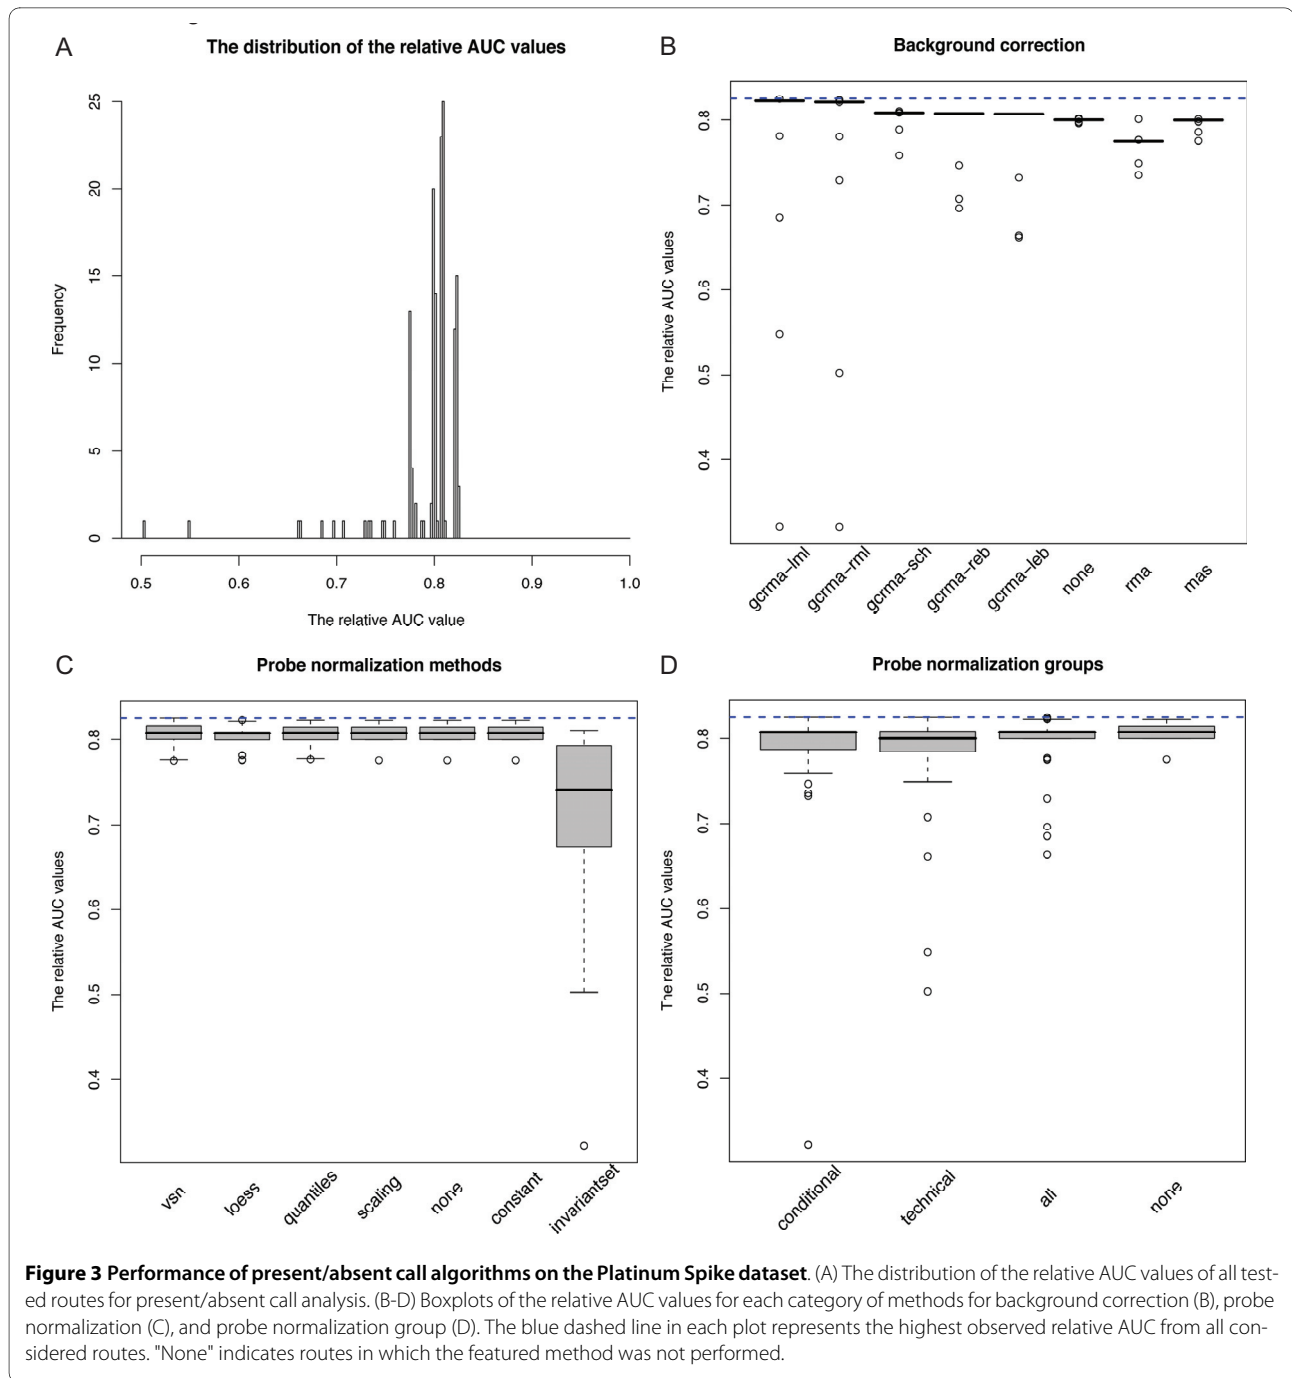 A
The distribution of the relative AUC values
Frequency
25
20
15
10
5
0
0.5 0.6 0.7 0.8 0.9 1.0
The relative AUC value
B
Background correction
The relative AUC values
0.8
0.7
0.6
0.5
0.4
gcrma-lml gcrma-rml gcrma-sch gcrma-reb gcrma-leb none rma mas
C
Probe normalization methods
The relative AUC values
0.8
0.7
0.6
0.5
0.4
vsn loess quantiles scaling none constant invariantset
D
Probe normalization groups
The relative AUC values
0.8
0.7
0.6
0.5
0.4
conditional technical all none
Figure 3 Performance of present/absent call algorithms on the Platinum Spike dataset. (A) The distribution of the relative AUC values of all test-
ed routes for present/absent call analysis. (B-D) Boxplots of the relative AUC values for each category of methods for background correction (B), probe
normalization (C), and probe normalization group (D). The blue dashed line in each plot represents the highest observed relative AUC from all con-
sidered routes. "None" indicates routes in which the featured method was not performed.